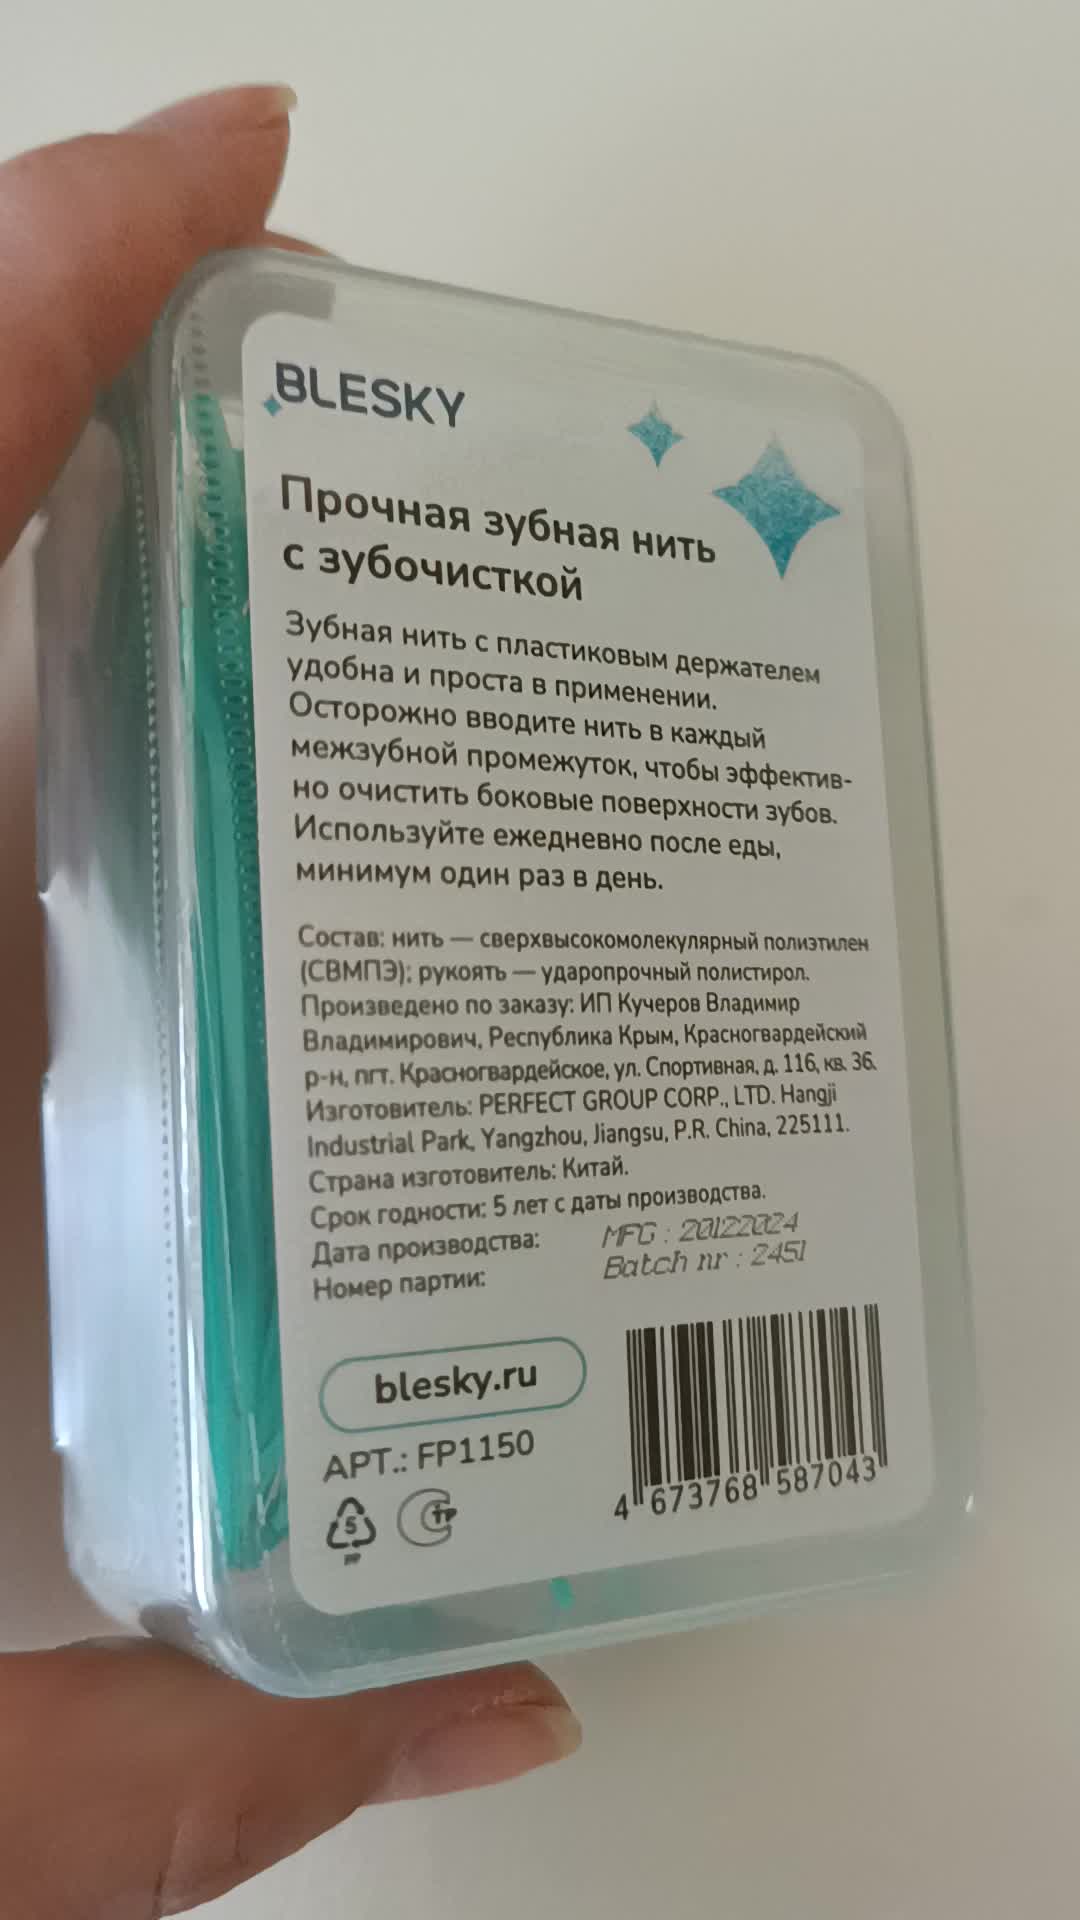 BLESKY
Прочная зубная нить
с зубочисткой
Зубная нить с пластиковым держателем
удобна и проста в применении.
Осторожно вводите нить в каждый
межзубной промежуток, чтобы эффектив-
но очистить боковые поверхности зубов.
Используйте ежедневно после еды,
минимум один раз в день.
Состав: нить — сверхвысокомолекулярный полиэтилен
(СВМПЭ); рукоять — ударопрочный полистирол.
Произведено по заказу: ИП Кучеров Владимир
Владимирович, Республика Крым, Красногвардейский
р-н, пгт. Красногвардейское, ул. Спортивная, д. 116, кв. 36.
Изготовитель: PERFECT GROUP CORP., LTD. Hangji
Industrial Park, Yangzhou, Jiangsu, P.R. China, 225111.
Страна изготовитель: Китай.
Срок годности: 5 лет с даты производства.
Дата производства: MFG : 20122024
Номер партии: Batch nr : 2451
blesky.ru
АРТ.: FP1150
5
PP
СТР
4 673768 587043